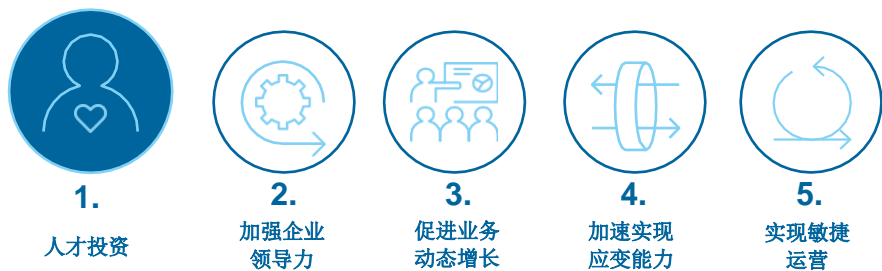 1.
人才投资
2.
加强企业
领导力
3.
促进业务
动态增长
4.
加速实现
应变能力
5.
实现敏捷
运营